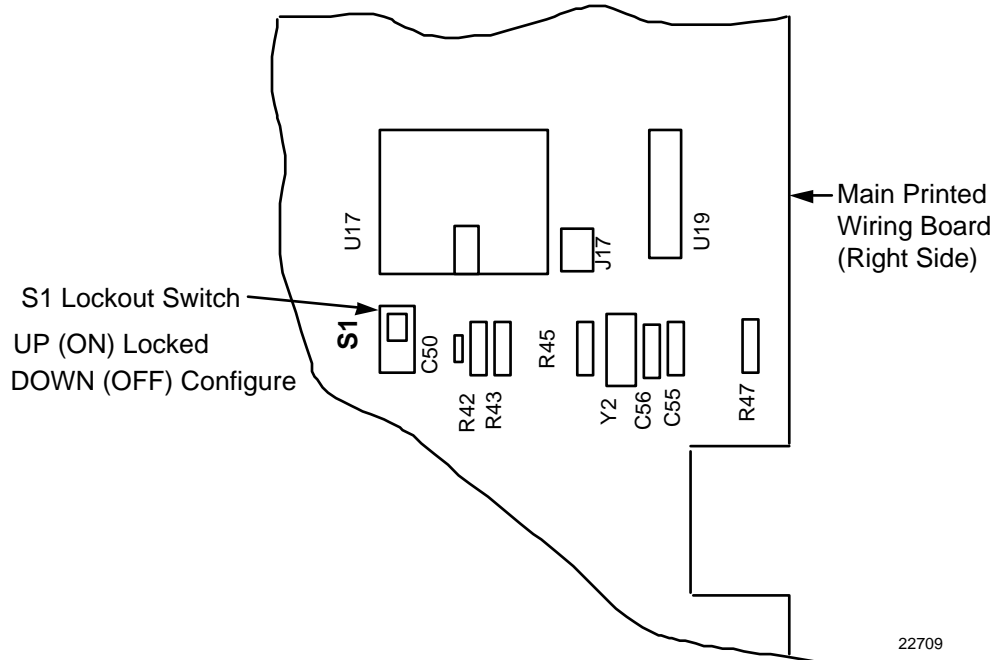 U17
J17
U19
Main Printed
Wiring Board
(Right Side)
S1 Lockout Switch
UP (ON) Locked
DOWN (OFF) Configure
S1
C50
R42
R43
R45
Y2
C56
C55
R47
22709